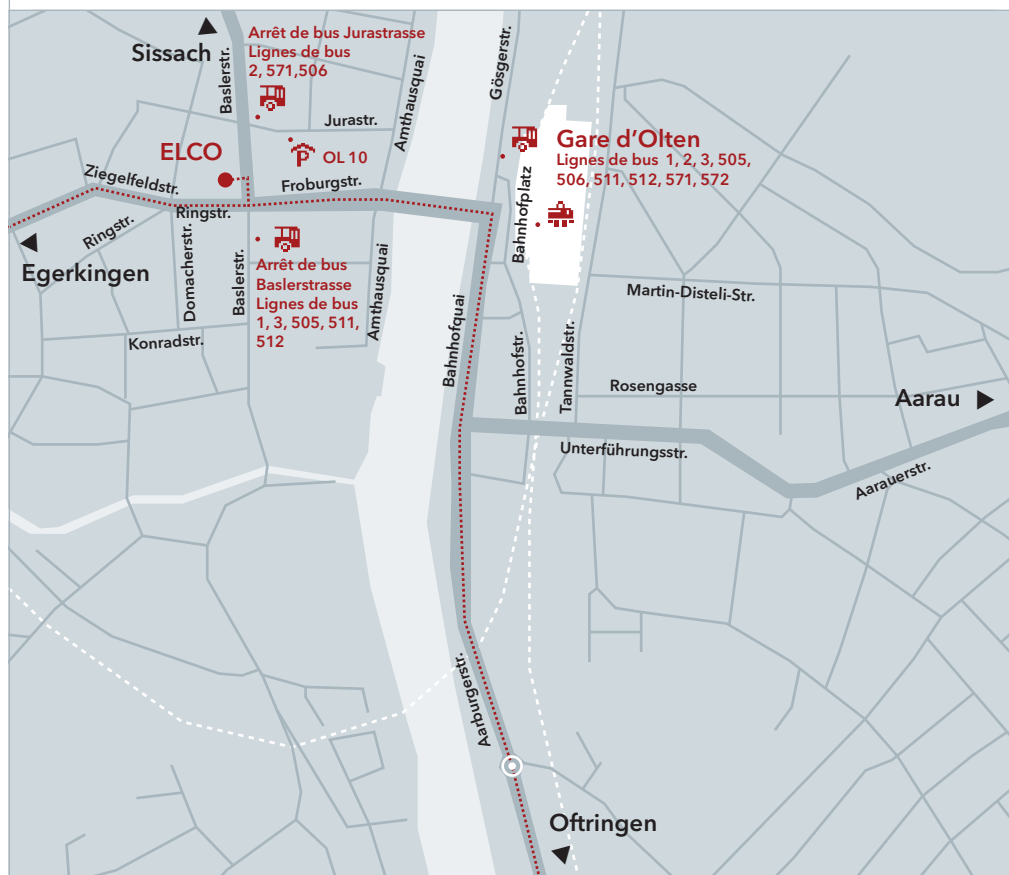 Sissach
Baslerstr.
Arrêt de bus Jurastrasse
Lignes de bus
2, 571,506
Amthausquai
Gösgerstr.
Jurastr.
ELCO
P
OL 10
Gare d'Olten
Lignes de bus 1, 2, 3, 505,
506, 511, 512, 571, 572
Ziegelfeldstr.
Froburgstr.
Ringstr.
Ringstr.
Bahnhofplatz
Egerkingen
Domacherstr.
Baslerstr.
Arrêt de bus
Baslerstrasse
Lignes de bus
1, 3, 505, 511,
512
Amthausquai
Bahnhofquai
Martin-Disteli-Str.
Konradstr.
Bahnhofstr.
Tannwaldstr.
Rosengasse
Aarau
Unterführungsstr.
Aarauerstr.
Aarburgerstr.
Oftringen